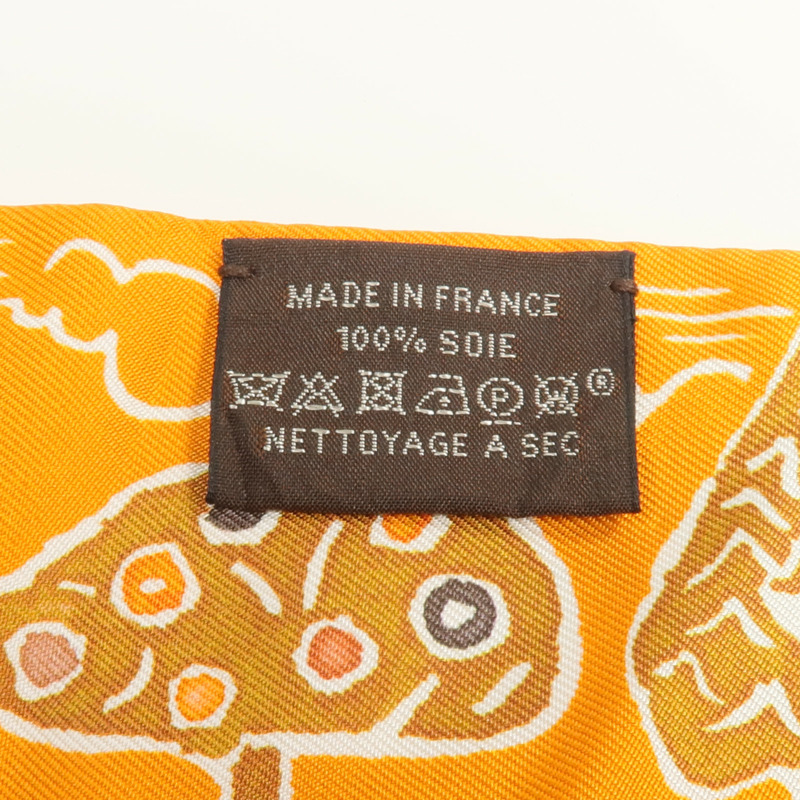 MADE IN FRANCE
100% SOIE
P W ®
NETTOYAGE A SEC